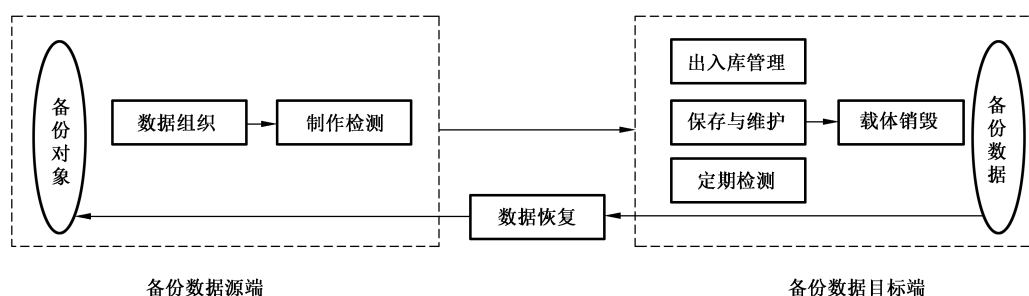 备份对象
数据组织
制作检测
出入库管理
保存与维护
载体销毁
定期检测
备份数据
数据恢复
备份数据源端
备份数据目标端